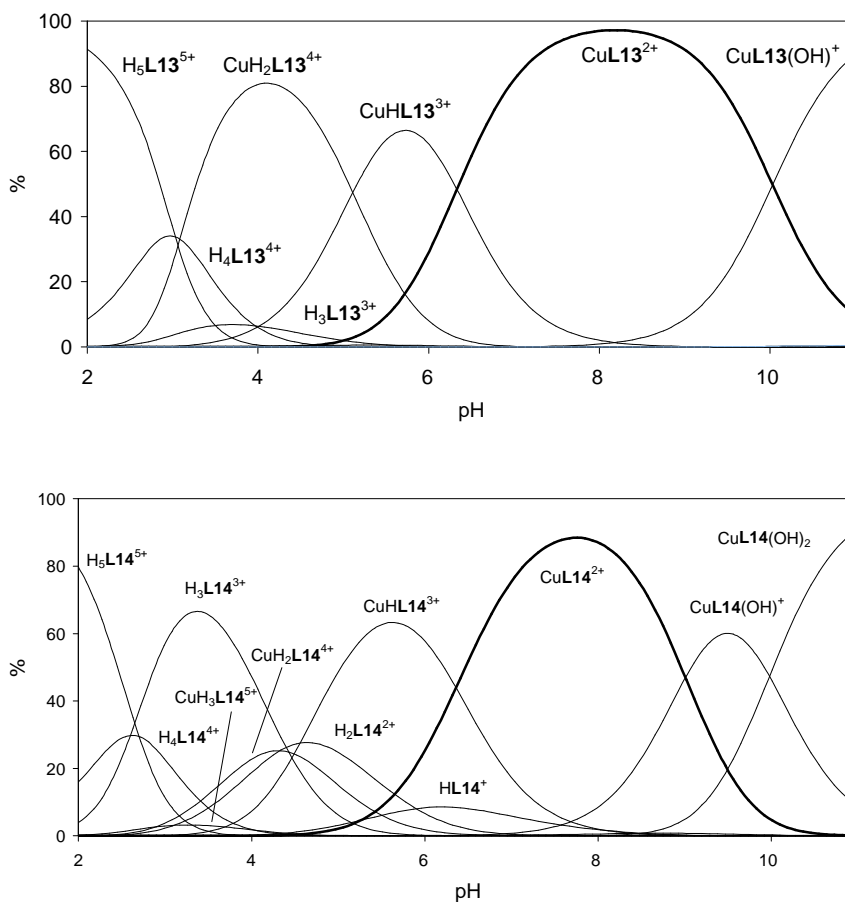 100
80
60
40
20
0
%
H₅L13⁵⁺
CuH₂L13⁴⁺
CuHL13³⁺
CuL13²⁺
CuL13(OH)⁺
H₄L13⁴⁺
H₃L13³⁺
2 4 6 8 10
pH
100
80
60
40
20
0
%
H₅L14⁵⁺
H₃L14³⁺
CuHL14³⁺
CuL14²⁺
CuL14(OH)₂
CuL14(OH)⁺
CuH₂L14⁴⁺
CuH₃L14⁵⁺
H₄L14⁴⁺
H₂L14²⁺
HL14⁺
2 4 6 8 10
pH